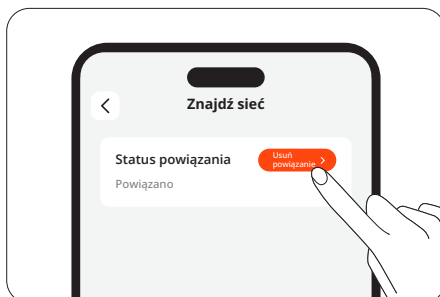 Znajdź sieć
Status powiązania
Usuń
powiązanie
Powiązano